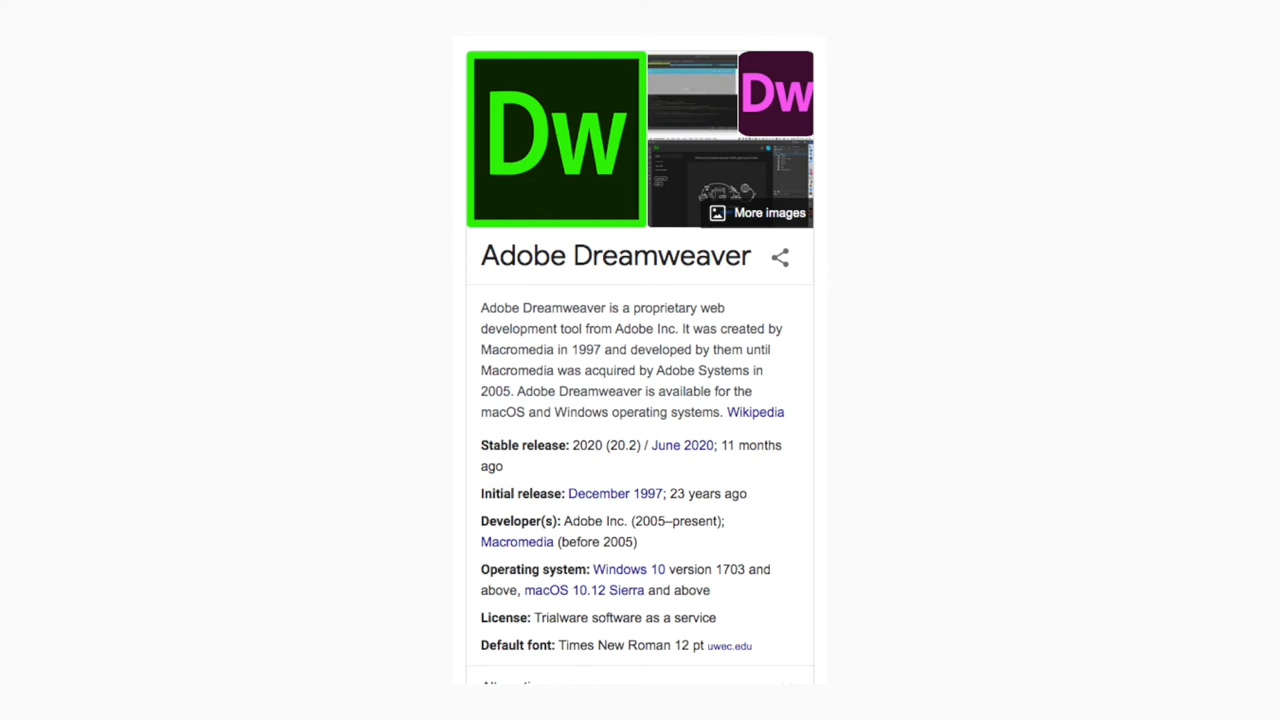 Dw
Dw
More images
Adobe Dreamweaver
Adobe Dreamweaver is a proprietary web
development tool from Adobe Inc. It was created by
Macromedia in 1997 and developed by them until
Macromedia was acquired by Adobe Systems in
2005. Adobe Dreamweaver is available for the
macOS and Windows operating systems. Wikipedia
Stable release: 2020 (20.2) / June 2020; 11 months
ago
Initial release: December 1997; 23 years ago
Developer(s): Adobe Inc. (2005–present);
Macromedia (before 2005)
Operating system: Windows 10 version 1703 and
above, macOS 10.12 Sierra and above
License: Trialware software as a service
Default font: Times New Roman 12 pt uwec.edu